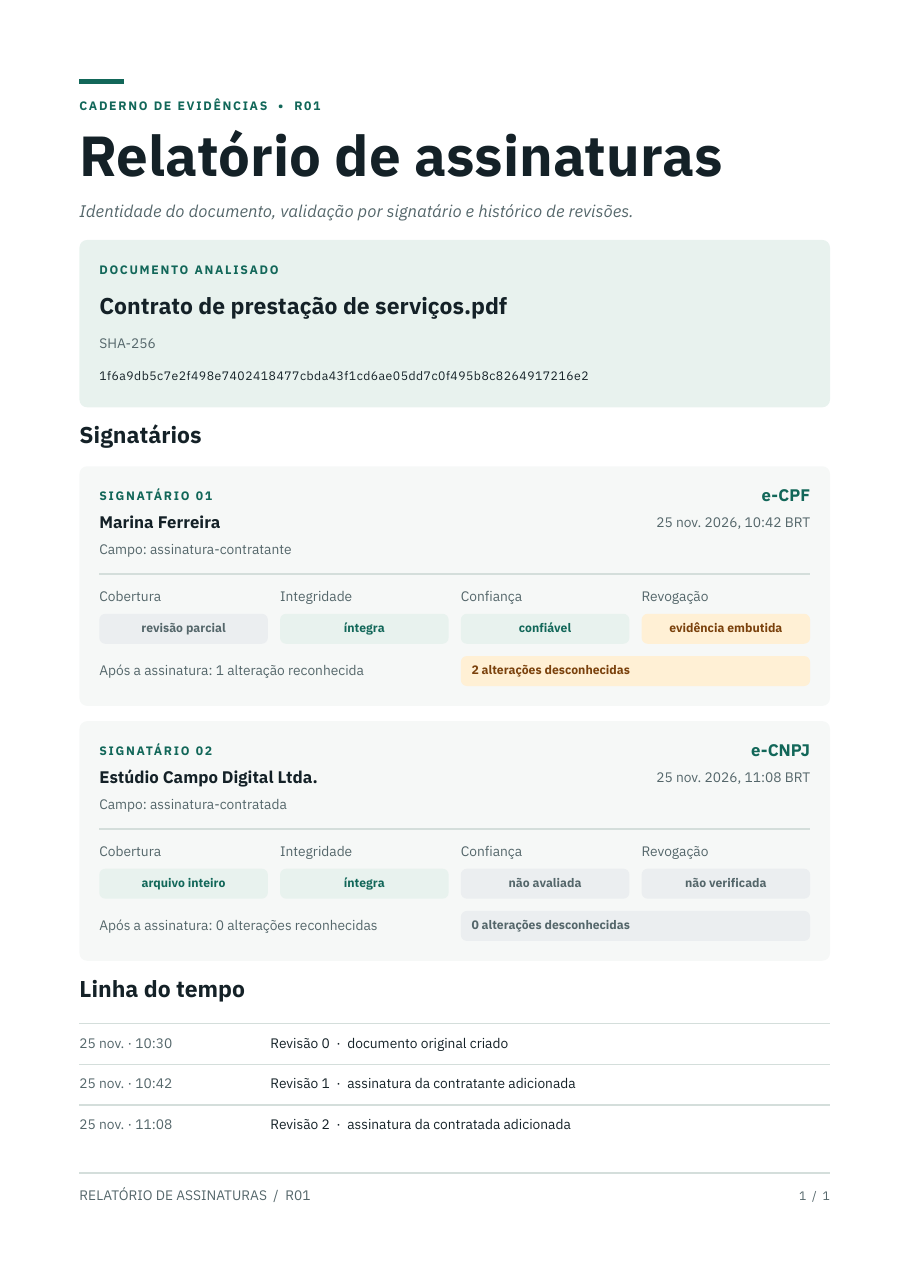 CADERNO DE EVIDÊNCIAS • R01
Relatório de assinaturas
Identidade do documento, validação por signatário e histórico de revisões.
DOCUMENTO ANALISADO
Contrato de prestação de serviços.pdf
SHA-256
1f6a9db5c7e2f498e7402418477cbda43f1cd6ae05dd7c0f495b8c8264917216e2
Signatários
SIGNATÁRIO 01
e-CPF
Marina Ferreira
25 nov. 2026, 10:42 BRT
Campo: assinatura-contratante
Cobertura Integridade Confiança Revogação
revisão parcial íntegra confiável evidência embutida
Após a assinatura: 1 alteração reconhecida
2 alterações desconhecidas
SIGNATÁRIO 02
e-CNPJ
Estúdio Campo Digital Ltda.
25 nov. 2026, 11:08 BRT
Campo: assinatura-contratada
Cobertura Integridade Confiança Revogação
arquivo inteiro íntegra não avaliada não verificada
Após a assinatura: 0 alterações reconhecidas
0 alterações desconhecidas
Linha do tempo
25 nov. · 10:30 Revisão 0 · documento original criado
25 nov. · 10:42 Revisão 1 · assinatura da contratante adicionada
25 nov. · 11:08 Revisão 2 · assinatura da contratada adicionada
RELATÓRIO DE ASSINATURAS / R01
1 / 1